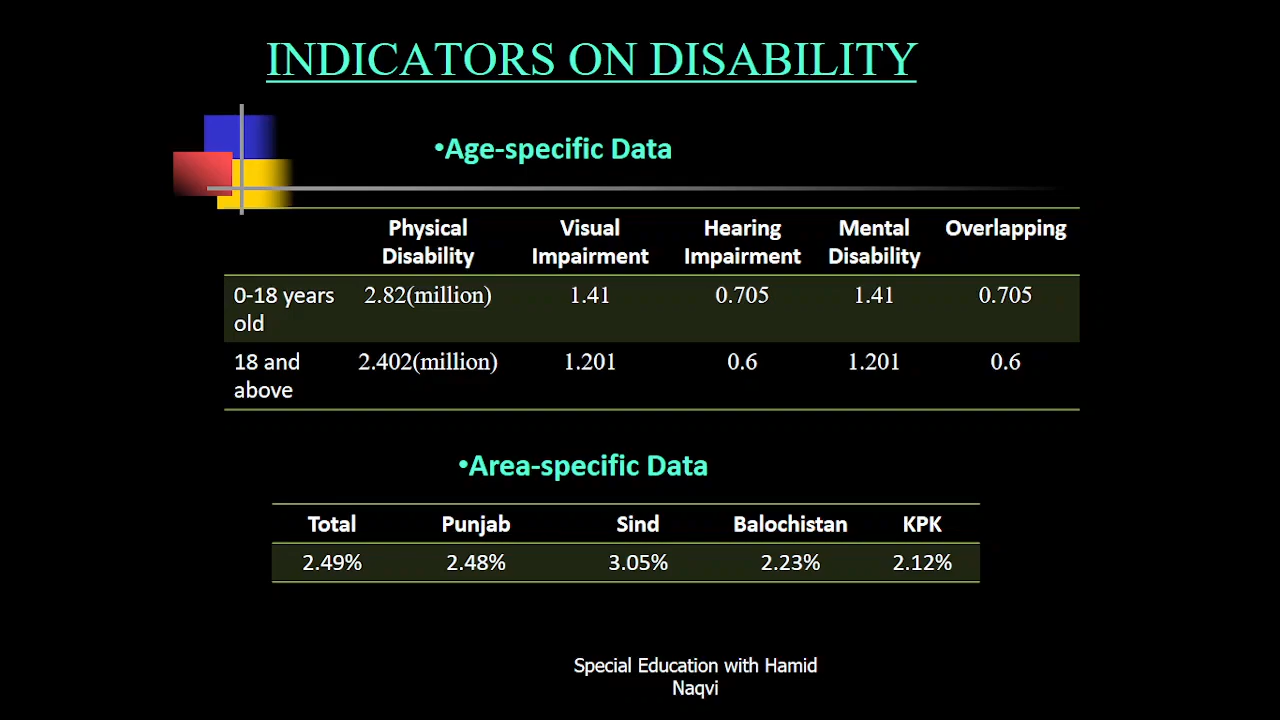 INDICATORS ON DISABILITY
•Age-specific Data
Physical Disability Visual Impairment Hearing Impairment Mental Disability Overlapping
0-18 years old 2.82(million) 1.41 0.705 1.41 0.705
18 and above 2.402(million) 1.201 0.6 1.201 0.6
•Area-specific Data
Total Punjab Sind Balochistan KPK
2.49% 2.48% 3.05% 2.23% 2.12%
Special Education with Hamid
Naqvi